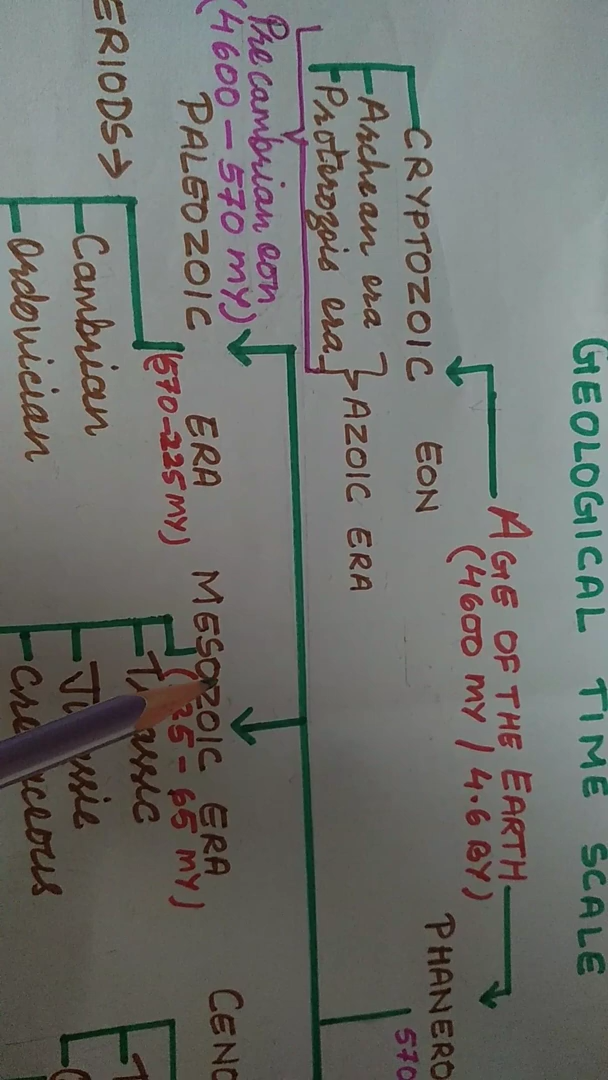 GEOLOGICAL TIME SCALE
AGE OF THE EARTH
(4600 MY / 4.6 BY)
CRYPTOZOIC EON
Archean era
Proterozoic era
AZOIC ERA
Precambrian eon
(4600 - 570 my)
PHANERO
570
PALEOZOIC ERA
(570-225 MY)
MESOZOIC ERA
25 - 65 MY)
CENO
ERIODS →
Cambrian
Ordovician